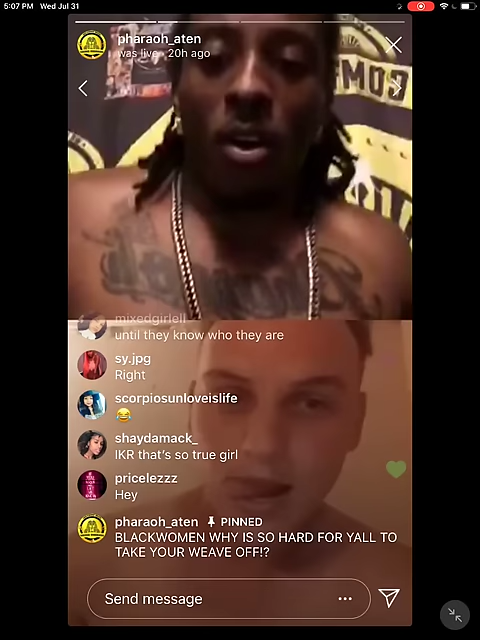 5:07 PM Wed Jul 31
pharaoh_aten
was live · 20h ago
mixedgirlell
until they know who they are
sy.jpg
Right
scorpiosunloveislife
😂
shaydamack_
IKR that's so true girl
pricelezzz
Hey
pharaoh_aten PINNED
BLACKWOMEN WHY IS SO HARD FOR YALL TO
TAKE YOUR WEAVE OFF!?
Send message